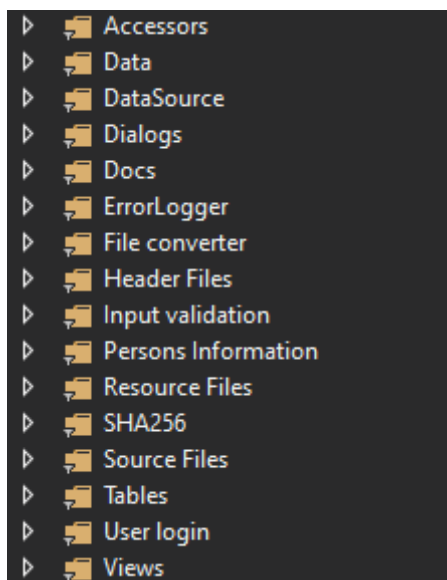 Accessors
Data
DataSource
Dialogs
Docs
ErrorLogger
File converter
Header Files
Input validation
Persons Information
Resource Files
SHA256
Source Files
Tables
User login
Views